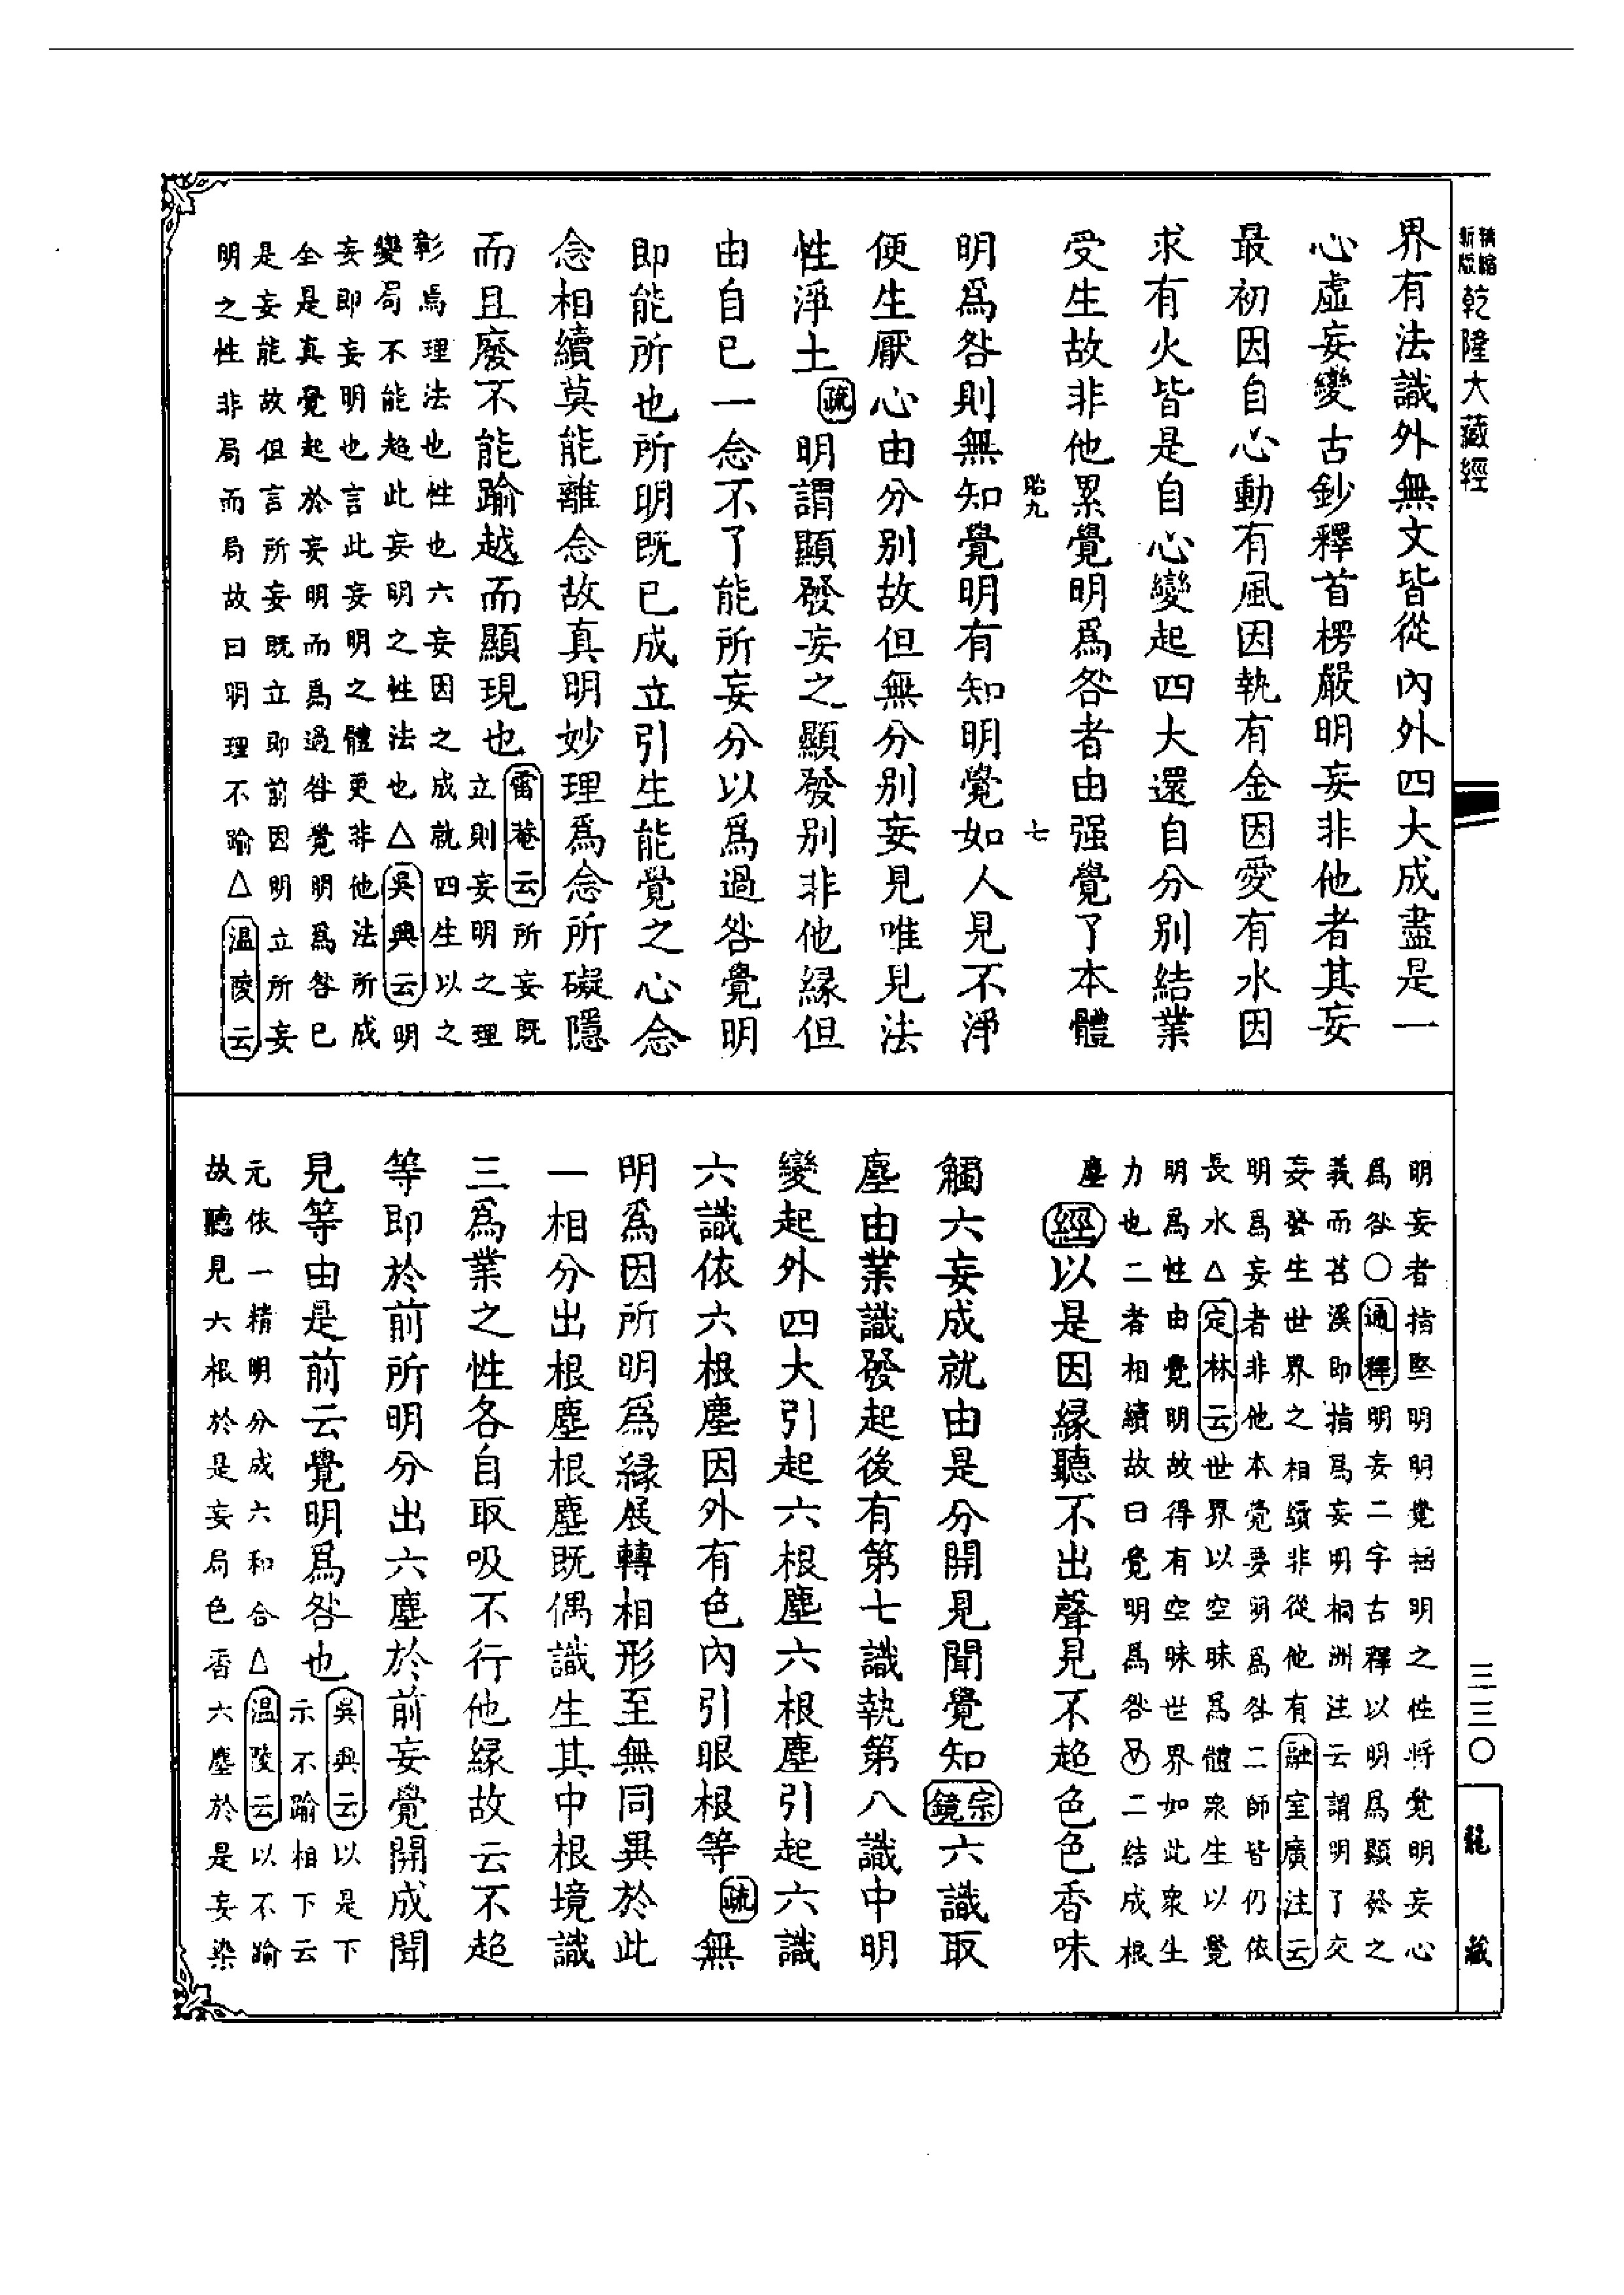 精縮
新版
乾隆大藏經
界有法識外無文皆從內外四大成盡是一
心虛妄變古鈔釋首楞嚴明妄非他者其妄
最初因自心動有風因執有金因愛有水因
求有火皆是自心變起四大還自分別結業
受生故非他累覺明爲咎者由强覺了本體
貽九
七
明爲咎則無知覺明有知明覺如人見不淨
便生厭心由分別故但無分別妄見唯見法
性淨土疏明謂顯發妄之顯發別非他緣但
由自已一念不了能所妄分以爲過咎覺明
即能所也所明既已成立引生能覺之心念
念相續莫能離念故真明妙理爲念所礙隱
而且廢不能踰越而顯現也雷菴云所妄既
立則妄明之理
彰焉理法也性也六妄因之成就四生以之
變局不能越此妄明之性法也△吳興云明
妄即妄明也言此妄明之體更非他法所成
全是真覺起於妄明而爲過咎覺明爲咎已
是妄能故但言所妄既立即前因明立所妄
明之性非局而局故曰明理不踰△温陵云
明妄者指堅明明覺括明之性將覺明妄心
爲咎○通釋明妄二字古釋以明爲顯發之
義而苕溪即指爲妄明桐洲注云謂明了交
妄發生世界之相續非從他有融室廣注云
明爲妄者非他本覺要明爲咎二師皆仍依
長水△定林云世界以空昧爲體衆生以覺
明爲性由覺明故得有空昧世界如此衆生
力也二者相續故曰覺明爲咎二結成根
塵
經以是因緣聽不出聲見不超色色香味
觸六妄成就由是分開見聞覺知宗鏡六識取
塵由業識發起後有第七識執第八識中明
變起外四大引起六根塵六根塵引起六識
六識依六根塵因外有色內引眼根等疏無
明爲因所明爲緣展轉相形至無同異於此
一相分出根塵根塵既偶識生其中根境識
三爲業之性各自取吸不行他緣故云不超
等即於前所明分出六塵於前妄覺開成聞
見等由是前云覺明爲咎也吳興云以是下
示不踰相下云
元依一精明分成六和合△温陵云以不踰
故聽見六根於是妄局色香六塵於是妄染
三三〇
龍藏